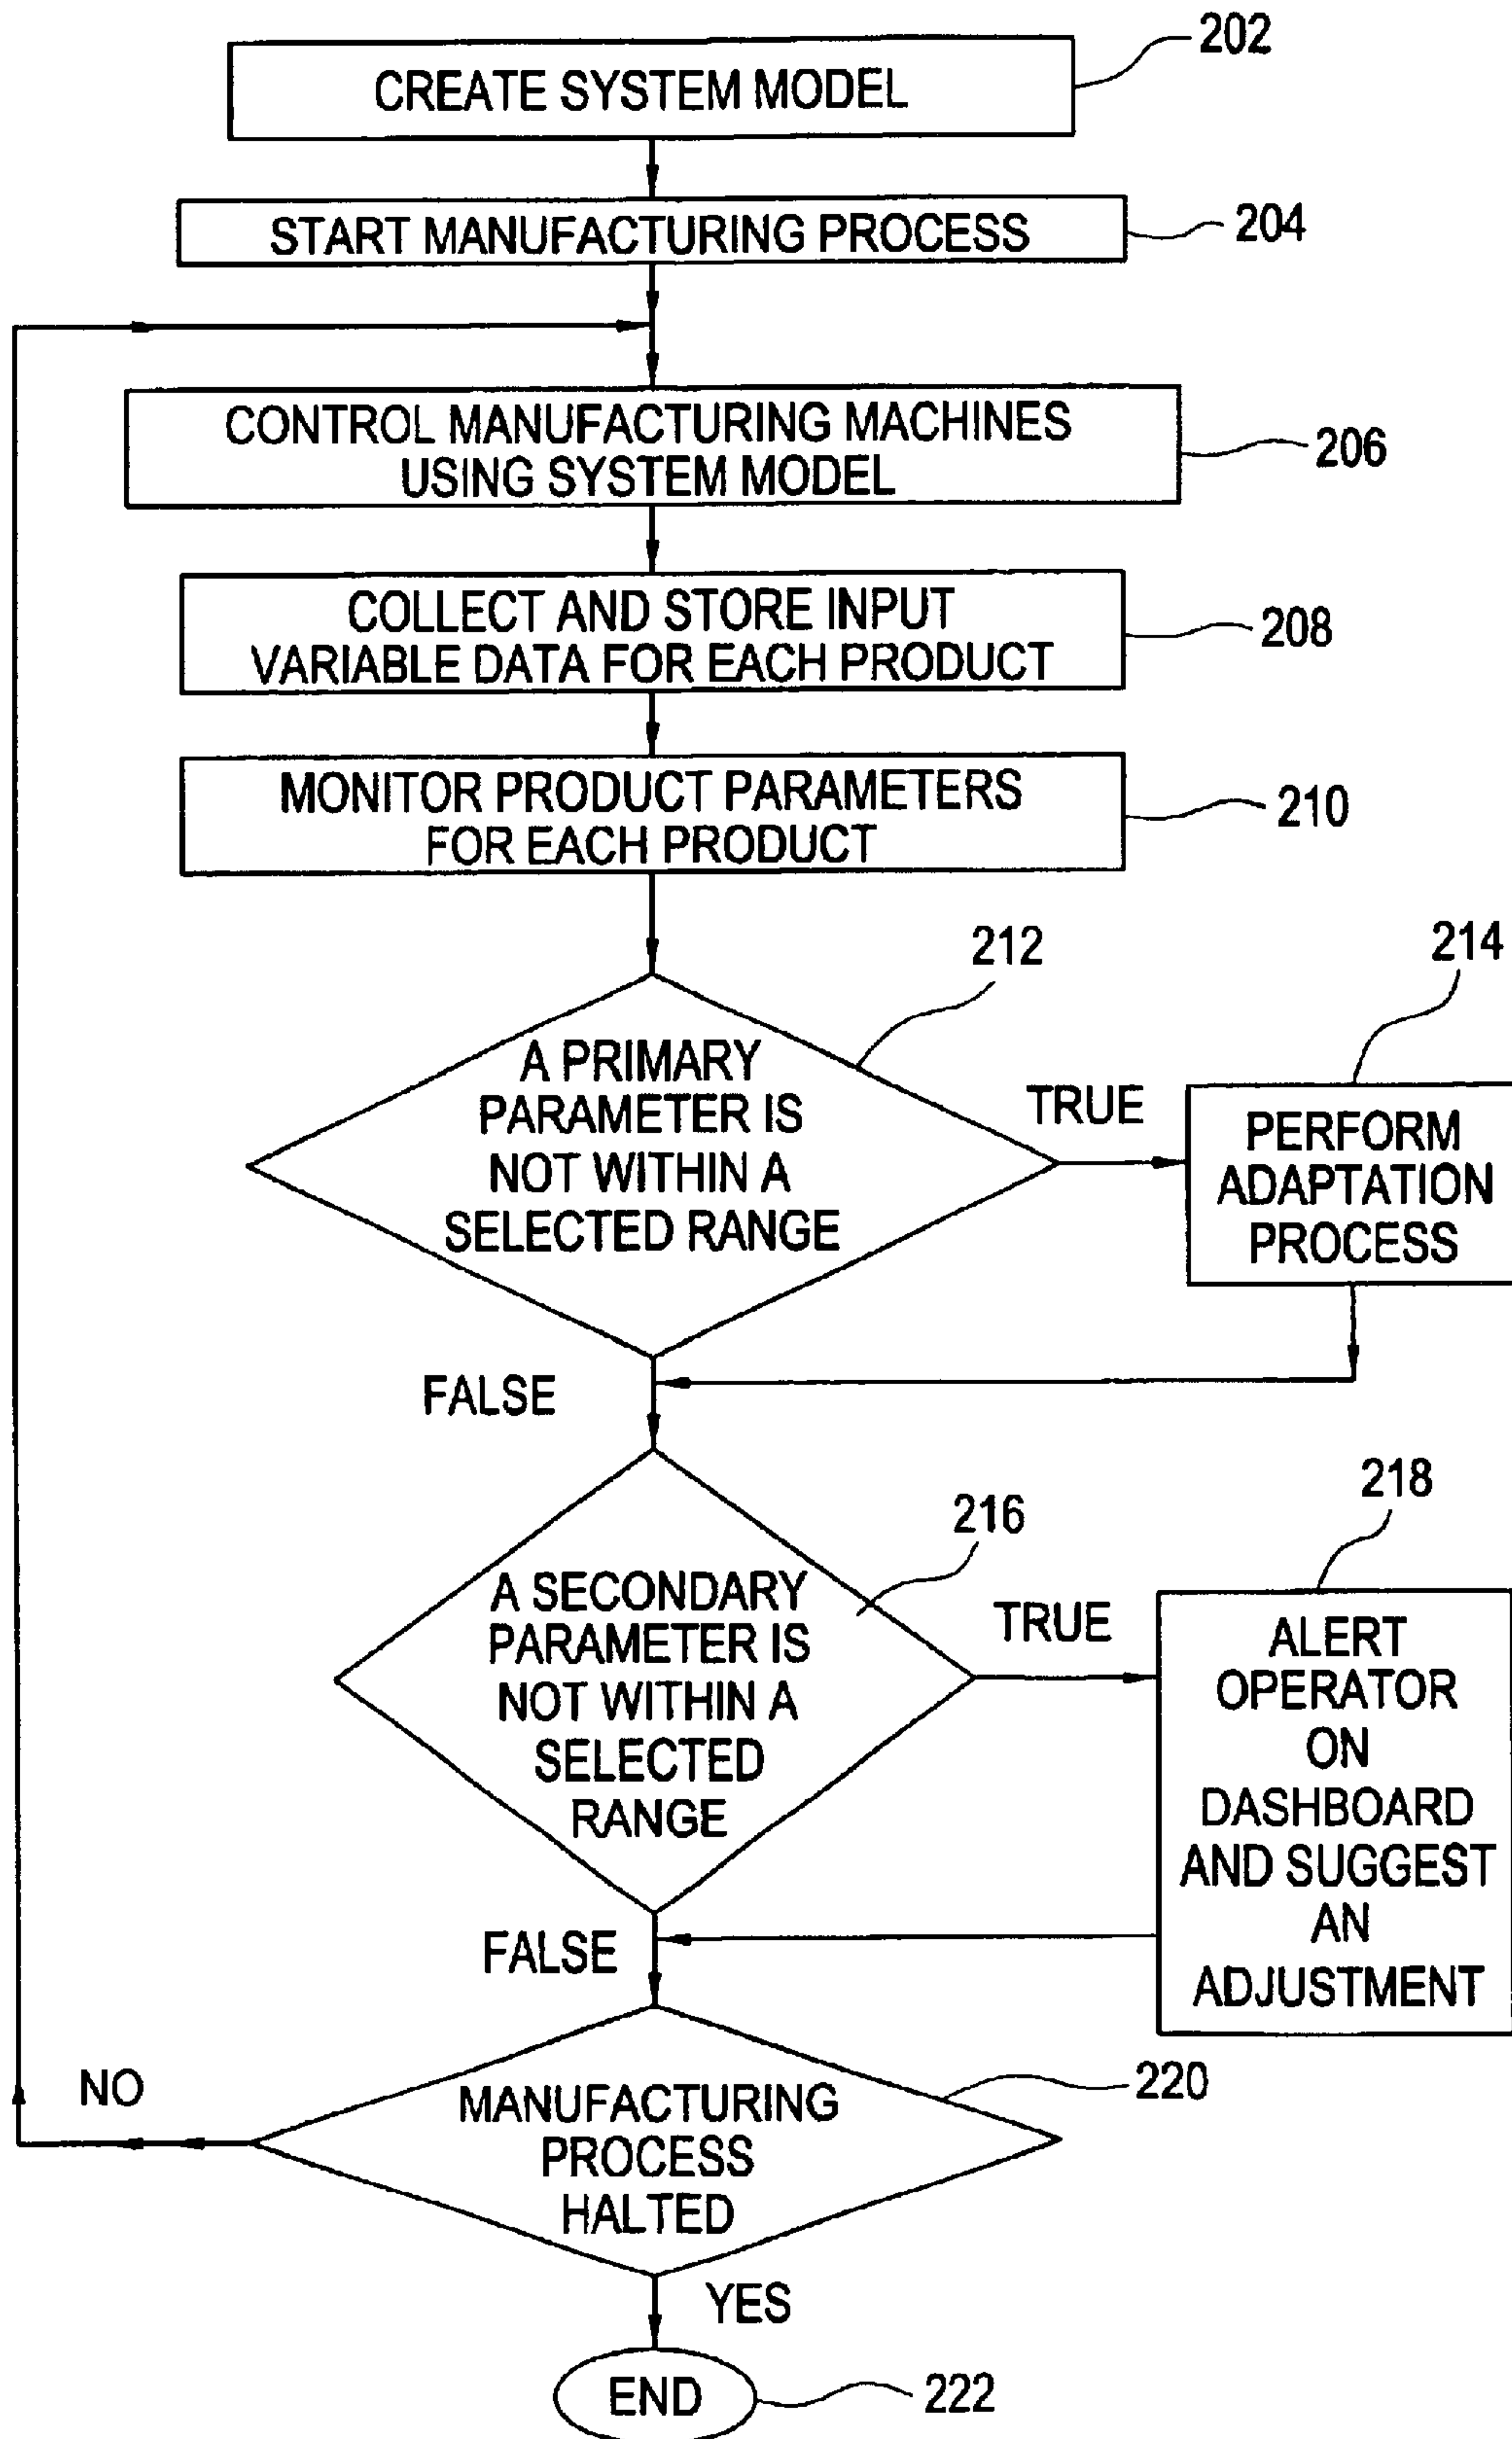 202
CREATE SYSTEM MODEL
START MANUFACTURING PROCESS
204
CONTROL MANUFACTURING MACHINES
USING SYSTEM MODEL
206
COLLECT AND STORE INPUT
VARIABLE DATA FOR EACH PRODUCT
208
MONITOR PRODUCT PARAMETERS
FOR EACH PRODUCT
210
212
214
A PRIMARY
PARAMETER IS
NOT WITHIN A
SELECTED RANGE
TRUE
PERFORM
ADAPTATION
PROCESS
FALSE
216
218
A SECONDARY
PARAMETER IS
NOT WITHIN A
SELECTED
RANGE
TRUE
ALERT
OPERATOR
ON
DASHBOARD
AND SUGGEST
AN
ADJUSTMENT
FALSE
NO
220
MANUFACTURING
PROCESS
HALTED
YES
END
222